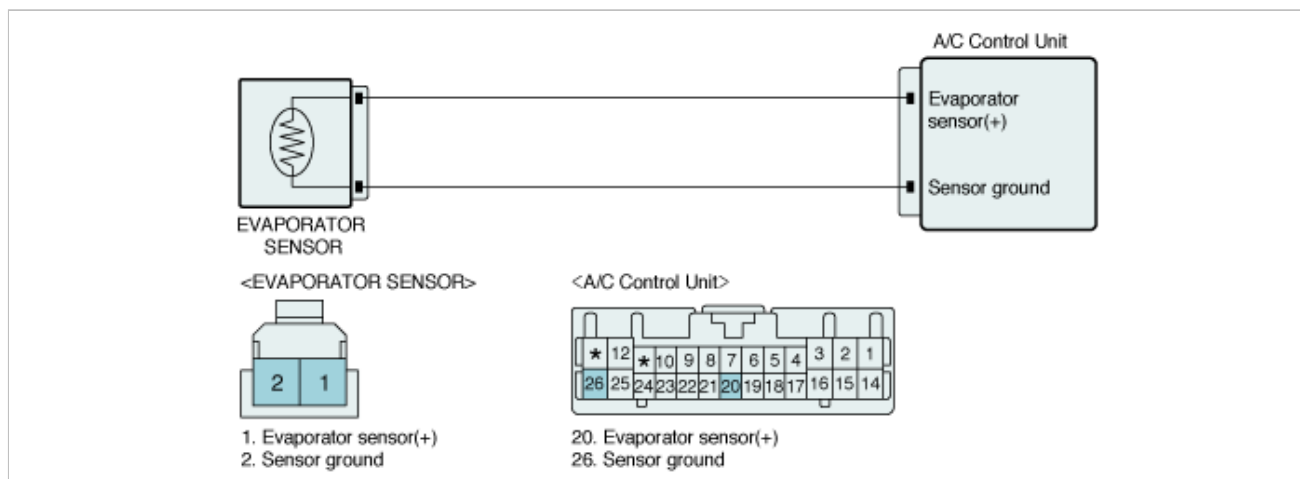 A/C Control Unit
Evaporator
sensor(+)
Sensor ground
EVAPORATOR
SENSOR
<EVAPORATOR SENSOR>
2 1
1. Evaporator sensor(+)
2. Sensor ground
<A/C Control Unit>
* 12 * 10 9 8 7 6 5 4 3 2 1
26 25 24 23 22 21 20 19 18 17 16 15 14
20. Evaporator sensor(+)
26. Sensor ground